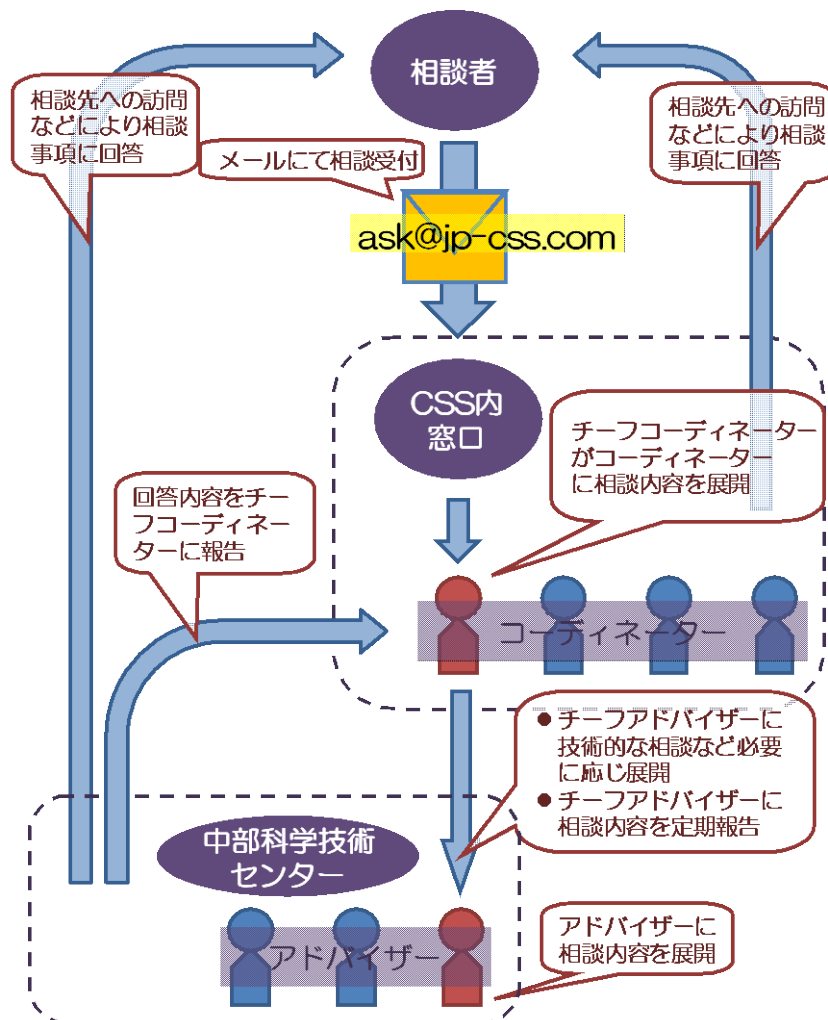 相談者
相談先への訪問
などにより相談
事項に回答
相談先への訪問
などにより相談
事項に回答
メールにて相談受付
ask@jp-css.com
CSS内
窓口
チーフコーディネーター
がコーディネーター
に相談内容を展開
回答内容をチー
フコーディネー
ターに報告
コーディネーター
● チーフアドバイザーに
技術的な相談など必要
に応じ展開
● チーフアドバイザーに
相談内容を定期報告
中部科学技術
センター
アドバイザーに
相談内容を展開
アドバイザー